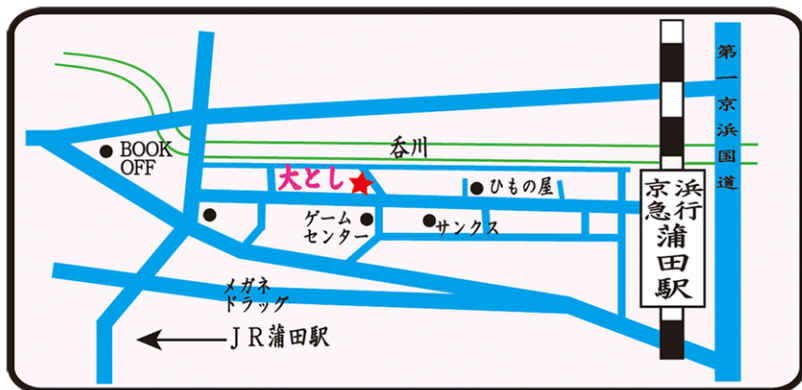 第一京浜国道
呑川
BOOK
OFF
大とし
ひもの屋
京急
浜行
蒲田駅
ゲーム
センター
サンクス
メガネ
ドラッグ
JR蒲田駅